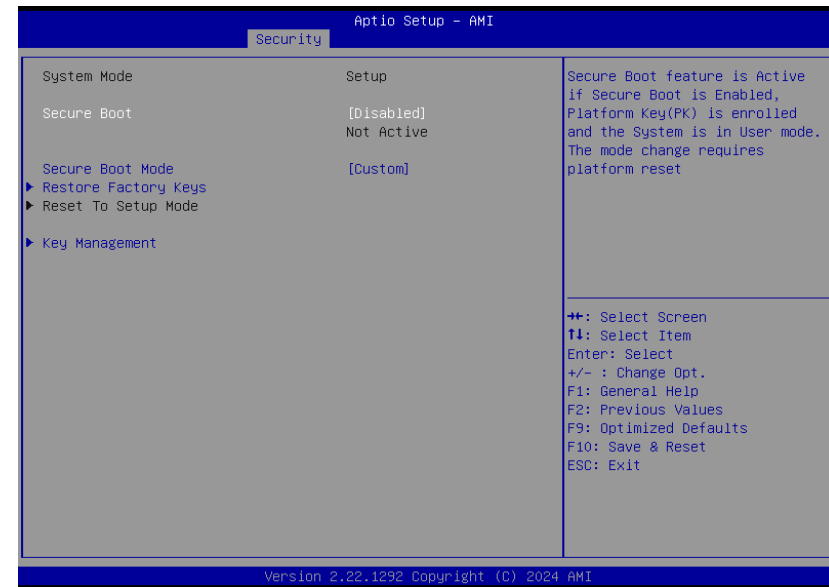 Aptio Setup – AMI
Security
System Mode Setup
Secure Boot [Disabled]
Not Active
Secure Boot Mode [Custom]
▶ Restore Factory Keys
▶ Reset To Setup Mode
▶ Key Management
Secure Boot feature is Active
if Secure Boot is Enabled,
Platform Key(PK) is enrolled
and the System is in User mode.
The mode change requires
platform reset
→←: Select Screen
↑↓: Select Item
Enter: Select
+/– : Change Opt.
F1: General Help
F2: Previous Values
F9: Optimized Defaults
F10: Save & Reset
ESC: Exit
Version 2.22.1292 Copyright (C) 2024 AMI